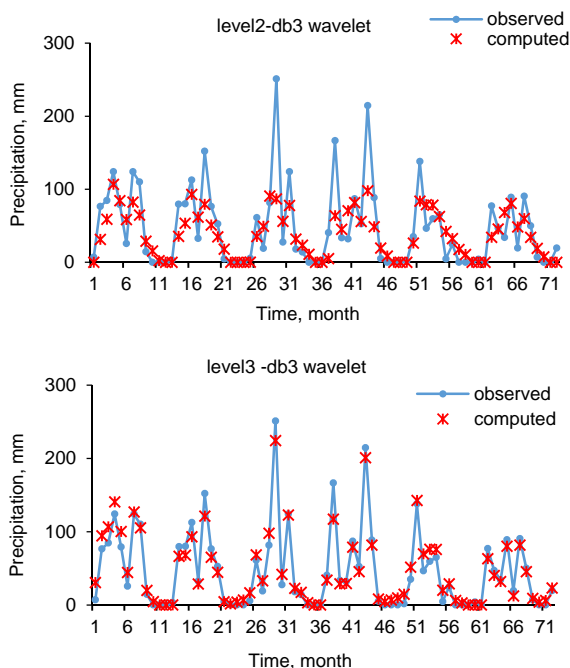 level2-db3 wavelet
observed
computed
300
200
100
0
Precipitation, mm
1 6 11 16 21 26 31 36 41 46 51 56 61 66 71
Time, month
level3 -db3 wavelet
observed
computed
300
200
100
0
Precipitation, mm
1 6 11 16 21 26 31 36 41 46 51 56 61 66 71
Time, month